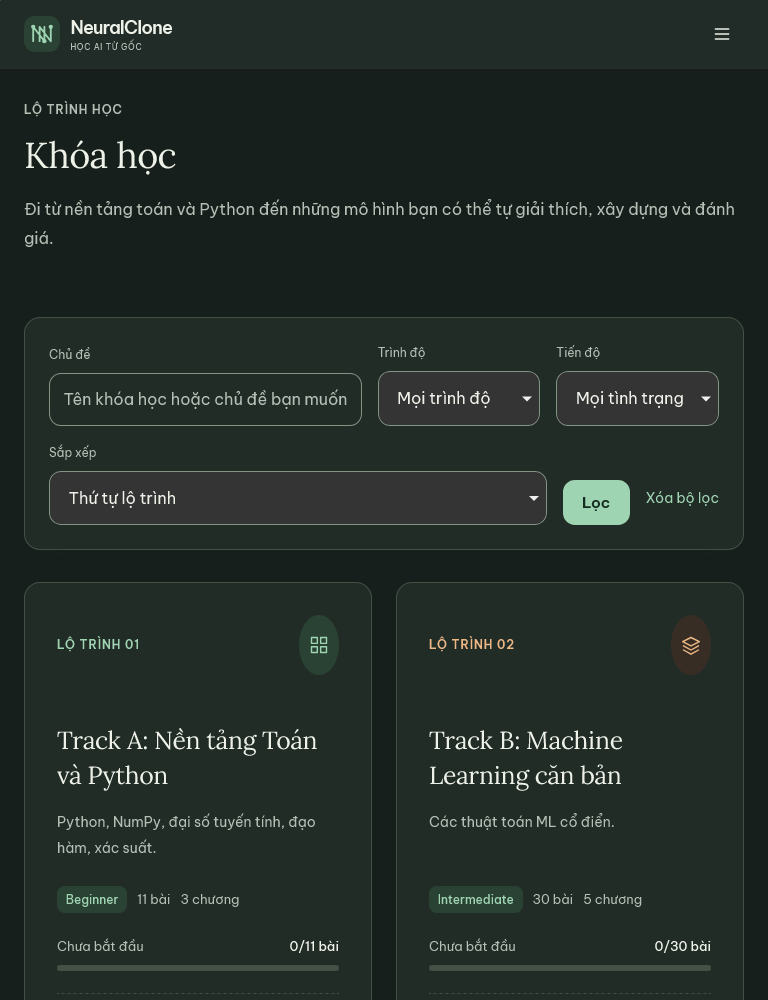 NeuralClone
HỌC AI TỪ GỐC
LỘ TRÌNH HỌC
Khóa học
Đi từ nền tảng toán và Python đến những mô hình bạn có thể tự giải thích, xây dựng và đánh
giá.
Chủ đề
Trình độ
Tiến độ
Tên khóa học hoặc chủ đề bạn muốn
Mọi trình độ
Mọi tình trạng
Sắp xếp
Thứ tự lộ trình
Lọc
Xóa bộ lọc
LỘ TRÌNH 01
Track A: Nền tảng Toán
và Python
Python, NumPy, đại số tuyến tính, đạo
hàm, xác suất.
Beginner 11 bài 3 chương
Chưa bắt đầu 0/11 bài
LỘ TRÌNH 02
Track B: Machine
Learning căn bản
Các thuật toán ML cổ điển.
Intermediate 30 bài 5 chương
Chưa bắt đầu 0/30 bài